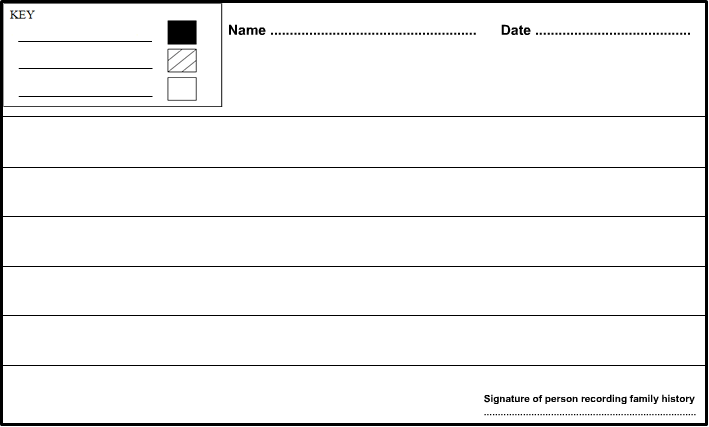 KEY
Name ...................................................... Date ........................................
Signature of person recording family history
................................................................................